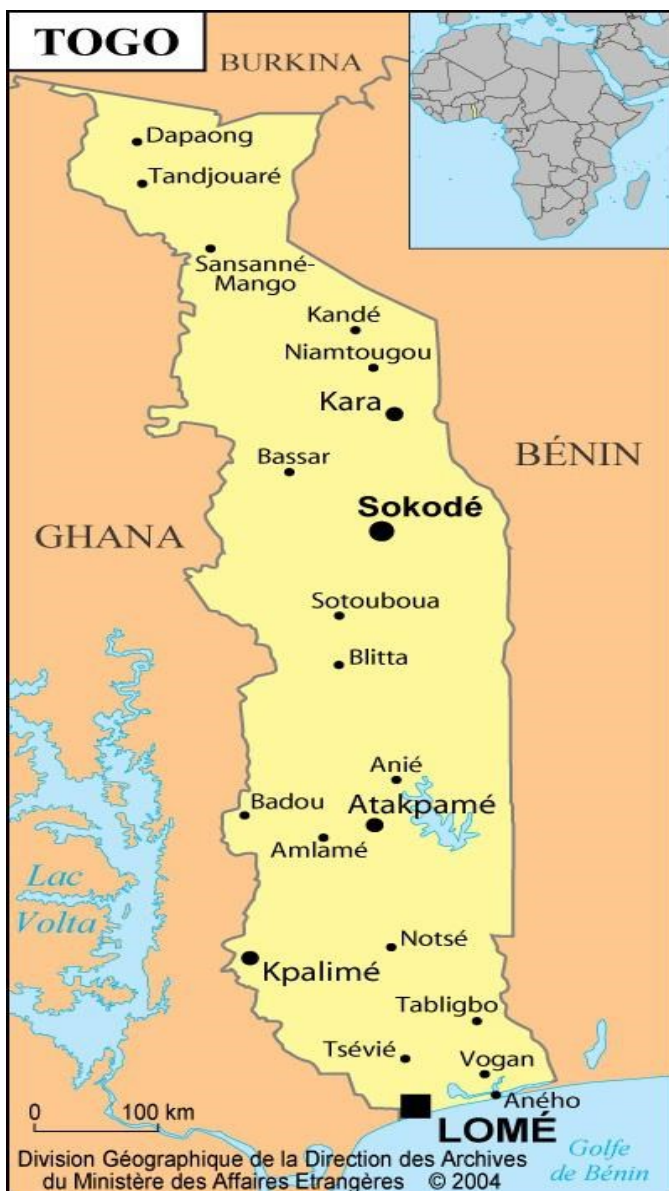 TOGO
BURKINA
Dapaong
Tandjouaré
Sansanné-
Mango
Kandé
Niamtougou
Kara
BÉNIN
Bassar
Sokodé
GHANA
Sotouboua
Blitta
Anié
Badou
Atakpamé
Amlamé
Lac
Volta
Notsé
Kpalimé
Tabligbo
Tsévié
Vogan
Aného
0 100 km
LOMÉ
Golfe
de Bénin
Division Géographique de la Direction des Archives
du Ministère des Affaires Etrangères © 2004